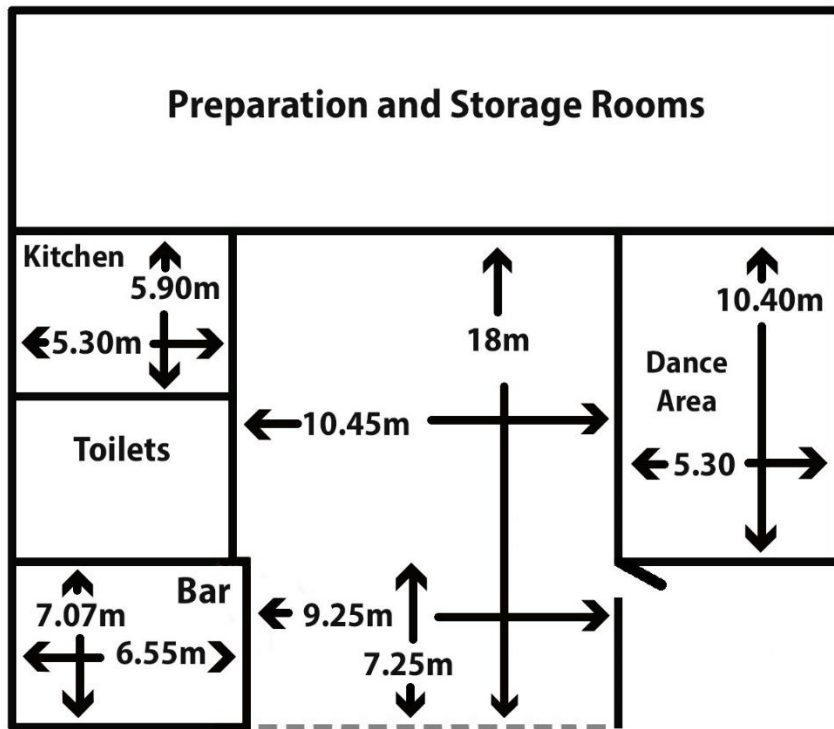 Preparation and Storage Rooms
Kitchen
5.90m
5.30m
18m
10.40m
Dance
Area
10.45m
Toilets
5.30
Bar
7.07m
9.25m
6.55m
7.25m